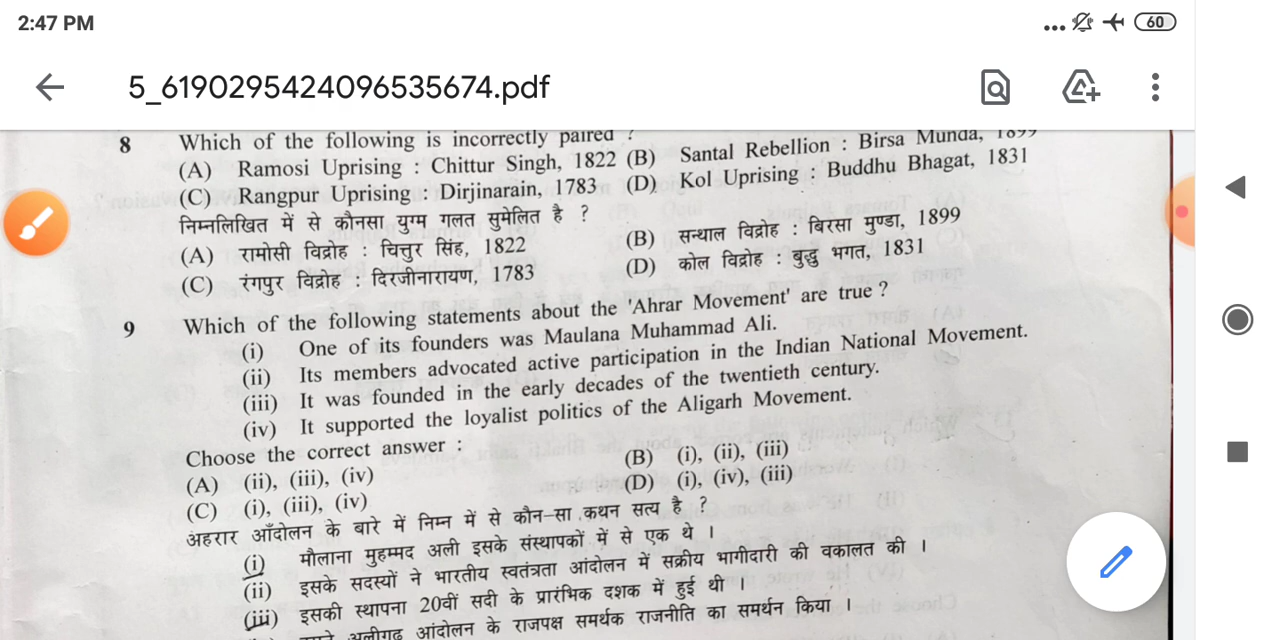 2:47 PM
60
5_6190295424096535674.pdf
8 Which of the following is incorrectly paired ?
(A) Ramosi Uprising : Chittur Singh, 1822 (B) Santal Rebellion : Birsa Munda, 1899
(C) Rangpur Uprising : Dirjinarain, 1783 (D) Kol Uprising : Buddhu Bhagat, 1831
निम्नलिखित में से कौनसा युग्म गलत सुमेलित है ?
(A) रामोसी विद्रोह : चित्तुर सिंह, 1822 (B) सन्थाल विद्रोह : बिरसा मुण्डा, 1899
(C) रंगपुर विद्रोह : दिरजीनारायण, 1783 (D) कोल विद्रोह : बुद्धु भगत, 1831
9 Which of the following statements about the 'Ahrar Movement' are true ?
(i) One of its founders was Maulana Muhammad Ali.
(ii) Its members advocated active participation in the Indian National Movement.
(iii) It was founded in the early decades of the twentieth century.
(iv) It supported the loyalist politics of the Aligarh Movement.
Choose the correct answer :
(A) (ii), (iii), (iv) (B) (i), (ii), (iii)
(C) (i), (iii), (iv) (D) (i), (iv), (iii)
अहरार आँदोलन के बारे में निम्न में से कौन-सा कथन सत्य है ?
(i) मौलाना मुहम्मद अली इसके संस्थापकों में से एक थे ।
(ii) इसके सदस्यों ने भारतीय स्वतंत्रता आंदोलन में सक्रीय भागीदारी की वकालत की ।
(iii) इसकी स्थापना 20वीं सदी के प्रारंभिक दशक में हुई थी ।
अलीगढ़ आंदोलन के राजपक्ष समर्थक राजनीति का समर्थन किया ।